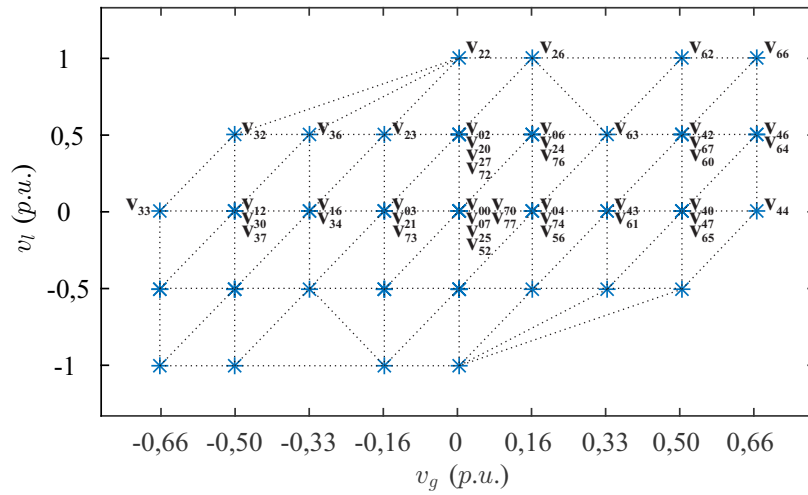 1 V22 V26 V62 V66
0,5 V32 V36 V23 V02 V06 V63 V42 V46
V20 V24 V67 V64
V27 V76 V60
V72
0 V33 V12 V16 V03 V00 V70 V04 V43 V40 V44
V30 V34 V21 V07 V77 V74 V61 V47
V37 V73 V25 V56 V65
V52
-0,5
-1
-0,66 -0,50 -0,33 -0,16 0 0,16 0,33 0,50 0,66
vg (p.u.)
vl (p.u.)